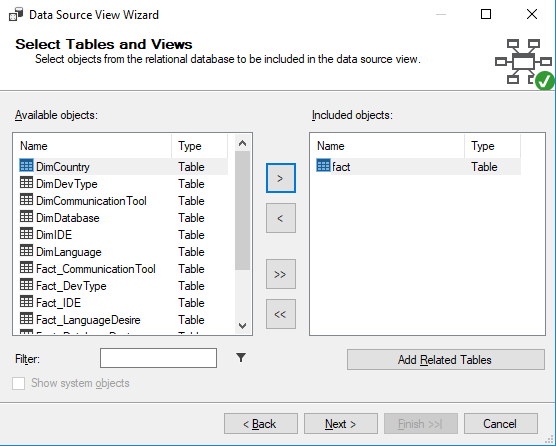 Data Source View Wizard
Select Tables and Views
Select objects from the relational database to be included in the data source view.
Available objects:
Included objects:
Name Type
DimCountry Table
DimDevType Table
DimCommunicationTool Table
DimDatabase Table
DimIDE Table
DimLanguage Table
Fact_CommunicationTool Table
Fact_DevType Table
Fact_IDE Table
Fact_LanguageDesire Table
>
<
>>
<<
Name Type
fact Table
Filter:
Add Related Tables
Show system objects
< Back
Next >
Finish >>|
Cancel